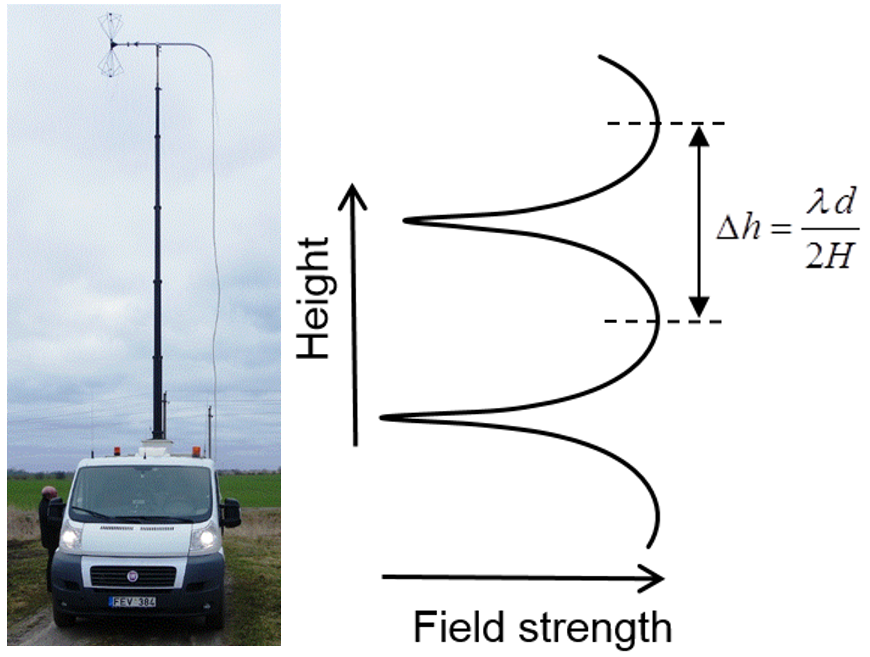 FEV 384
Height
Δh = λd / 2H
Field strength